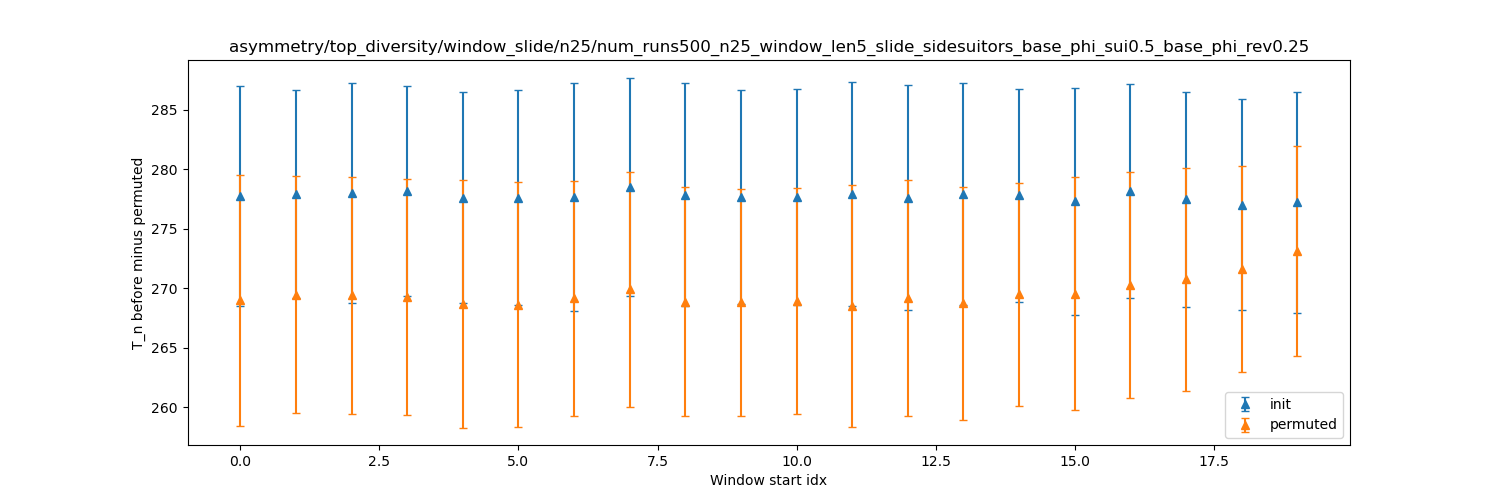 asymmetry/top_diversity/window_slide/n25/num_runs500_n25_window_len5_slide_sidesuitors_base_phi_sui0.5_base_phi_rev0.25
T_n before minus permuted
285
280
275
270
265
260
0.0 2.5 5.0 7.5 10.0 12.5 15.0 17.5
Window start idx
init
permuted